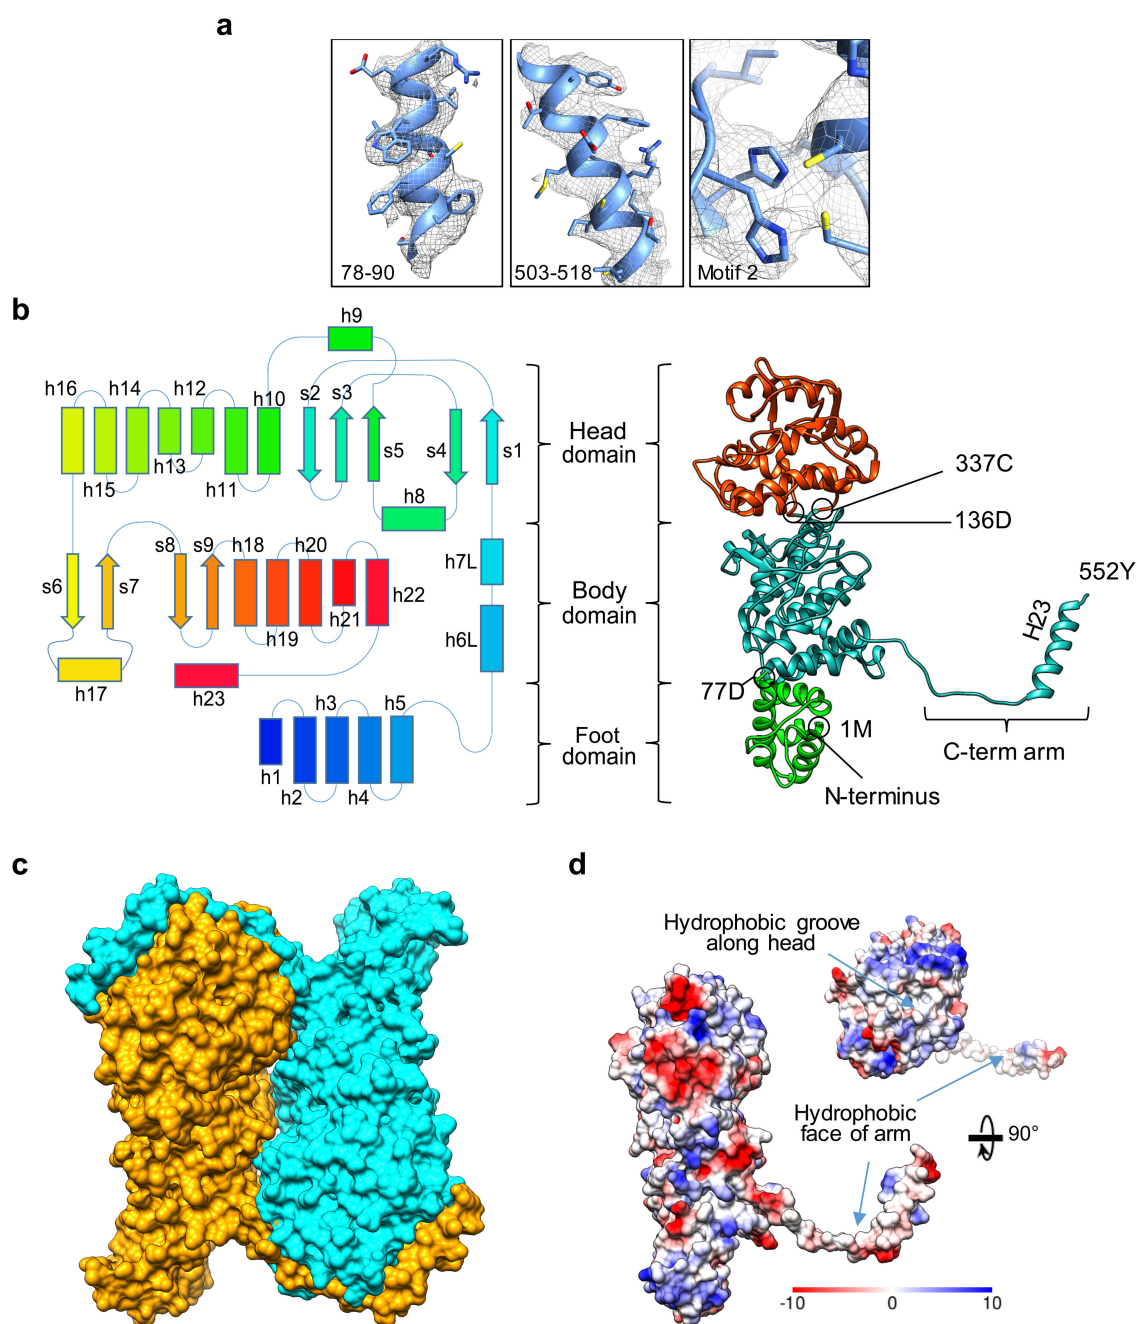 a
78-90
503-518
Motif 2
b
h9
h16
h14
h12
h10
s2
s3
h13
s5
s4
s1
h15
h11
h8
Head
domain
337C
136D
s8
s9
h18
h20
h7L
s6
s7
h22
h21
h19
h6L
Body
domain
552Y
H23
h17
h23
77D
h3
h5
1M
C-term arm
Foot
domain
h1
h2
h4
N-terminus
c
d
Hydrophobic groove
along head
Hydrophobic
face of arm
90°
-10
0
10